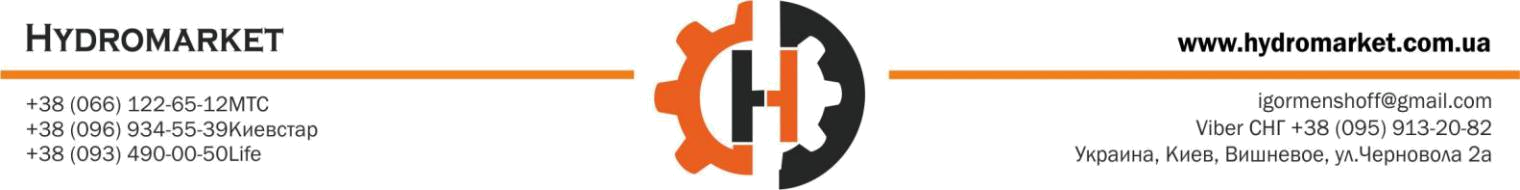 HYDROMARKET
+38 (066) 122-65-12МТС
+38 (096) 934-55-39Киевстар
+38 (093) 490-00-50Life
H
www.hydromarket.com.ua
igormenshoff@gmail.com
Viber СНГ +38 (095) 913-20-82
Украина, Киев, Вишневое, ул.Черновола 2а